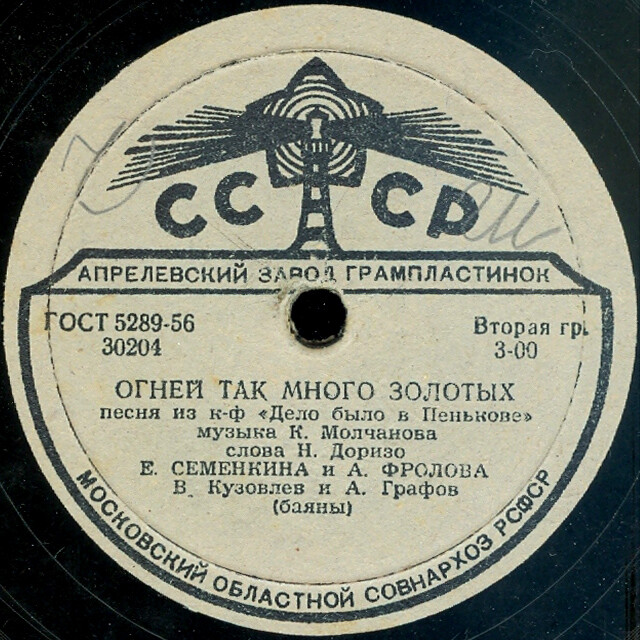 СССР
АПРЕЛЕВСКИЙ ЗАВОД ГРАМПЛАСТИНОК
ГОСТ 5289-56
30204
Вторая гр.
3-00
ОГНЕЙ ТАК МНОГО ЗОЛОТЫХ
песня из к-ф «Дело было в Пенькове»
музыка К. Молчанова
слова Н. Доризо
Е. СЕМЕНКИНА и А. ФРОЛОВА
В. Кузовлев и А. Графов
(баяны)
МОСКОВСКИЙ ОБЛАСТНОЙ СОВНАРХОЗ РСФСР